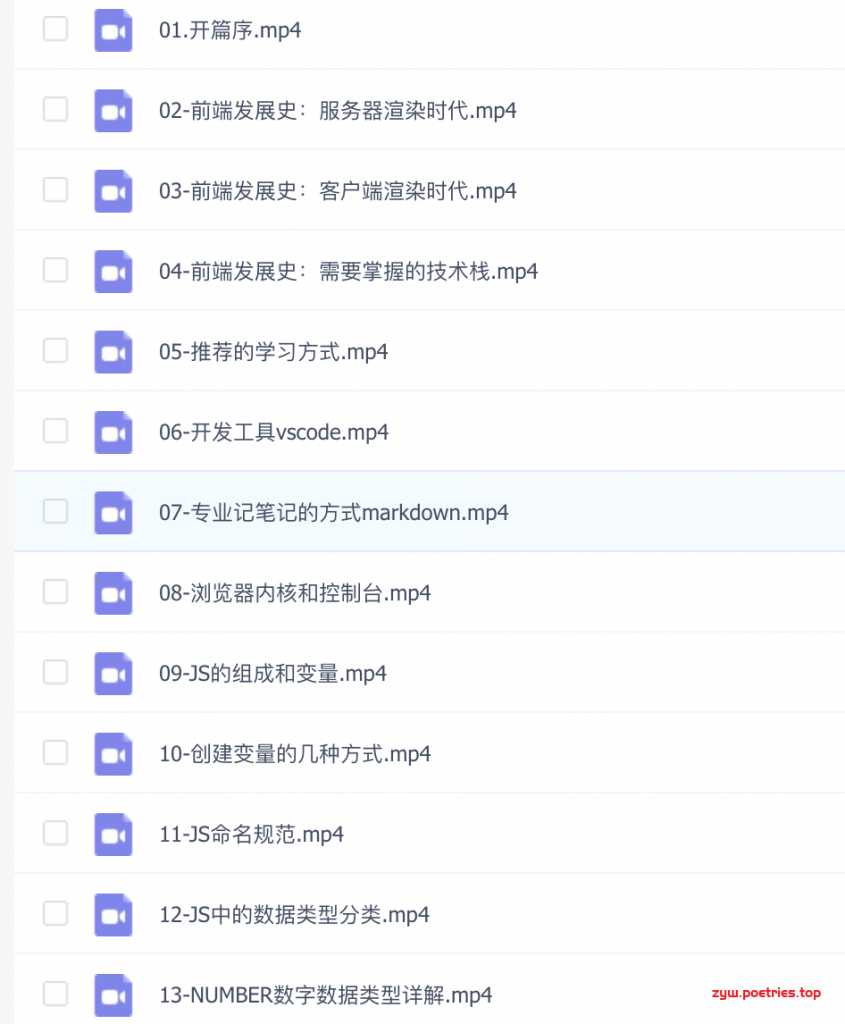 01.开篇序.mp4
02-前端发展史：服务器渲染时代.mp4
03-前端发展史：客户端渲染时代.mp4
04-前端发展史：需要掌握的技术栈.mp4
05-推荐的学习方式.mp4
06-开发工具vscode.mp4
07-专业记笔记的方式markdown.mp4
08-浏览器内核和控制台.mp4
09-JS的组成和变量.mp4
10-创建变量的几种方式.mp4
11-JS命名规范.mp4
12-JS中的数据类型分类.mp4
13-NUMBER数字数据类型详解.mp4
zyw.poetries.top